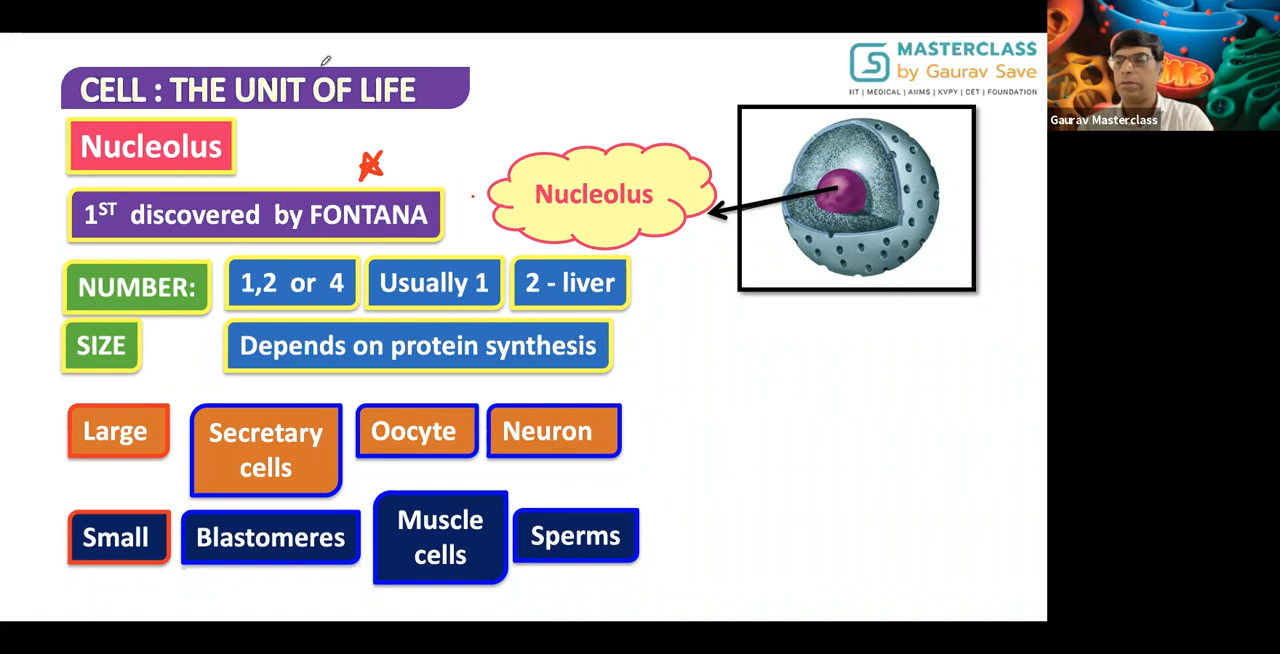 MASTERCLASS
by Gaurav Save
IIT | MEDICAL | AIIMS | KVPY | CET | FOUNDATION
Gaurav Masterclass
CELL : THE UNIT OF LIFE
Nucleolus
Nucleolus
1ST discovered by FONTANA
NUMBER:
1,2 or 4
Usually 1
2 - liver
SIZE
Depends on protein synthesis
Large
Secretary
cells
Oocyte
Neuron
Small
Blastomeres
Muscle
cells
Sperms